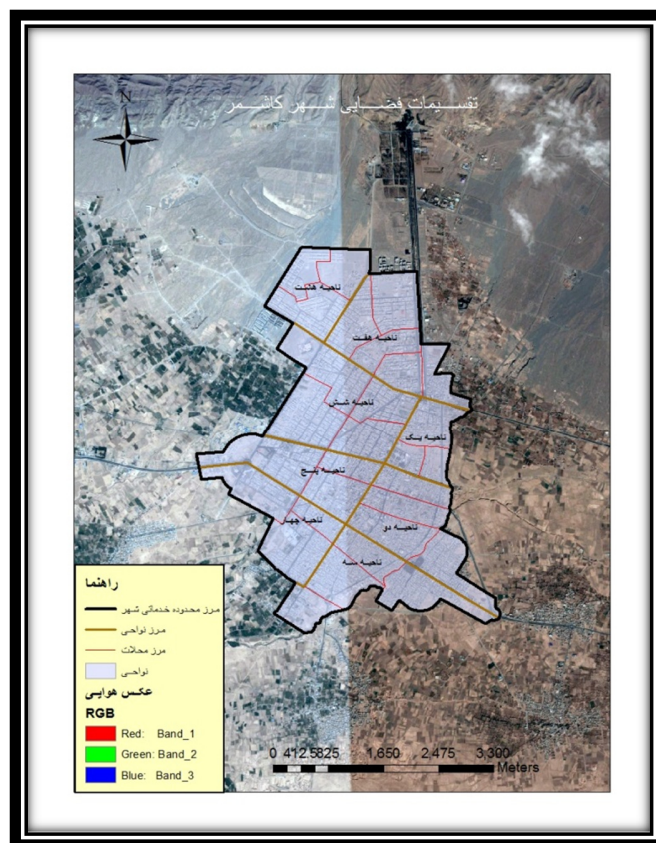 تقسیمات فضایی شهر کاشمر
N
ناحیه هشت
ناحیه هفت
ناحیه شش
ناحیه یک
ناحیه پنج
ناحیه چهار
ناحیه دو
ناحیه سه
راهنما
مرز محدوده خدماتی شهر
مرز نواحی
مرز محلات
نواحی
عکس هوایی
RGB
Red: Band_1
Green: Band_2
Blue: Band_3
0 412.5825 1,650 2,475 3,300
Meters